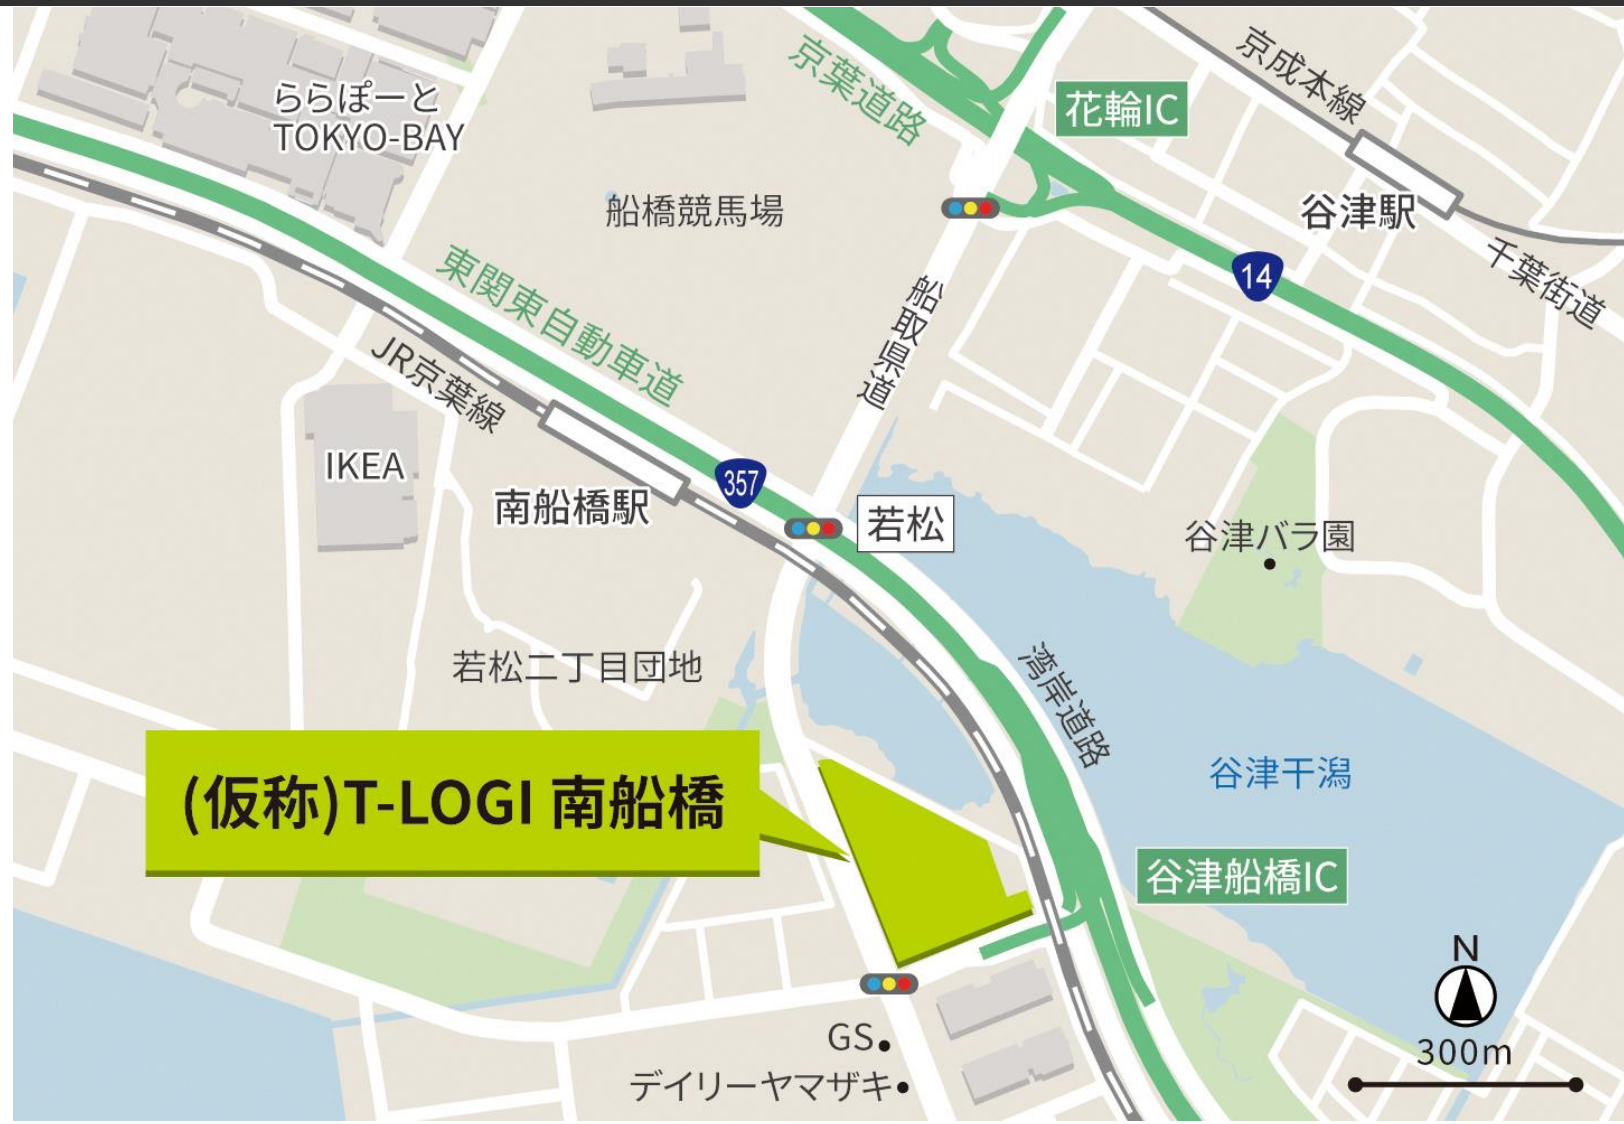 京葉道路
花輪IC
京成本線
ららぽーと
TOKYO-BAY
船橋競馬場
谷津駅
14
千葉街道
東関東自動車道
船取県道
JR京葉線
IKEA
南船橋駅
357
若松
谷津バラ園
若松二丁目団地
湾岸道路
谷津干潟
(仮称)T-LOGI 南船橋
谷津船橋IC
N
300m
GS
デイリーヤマザキ